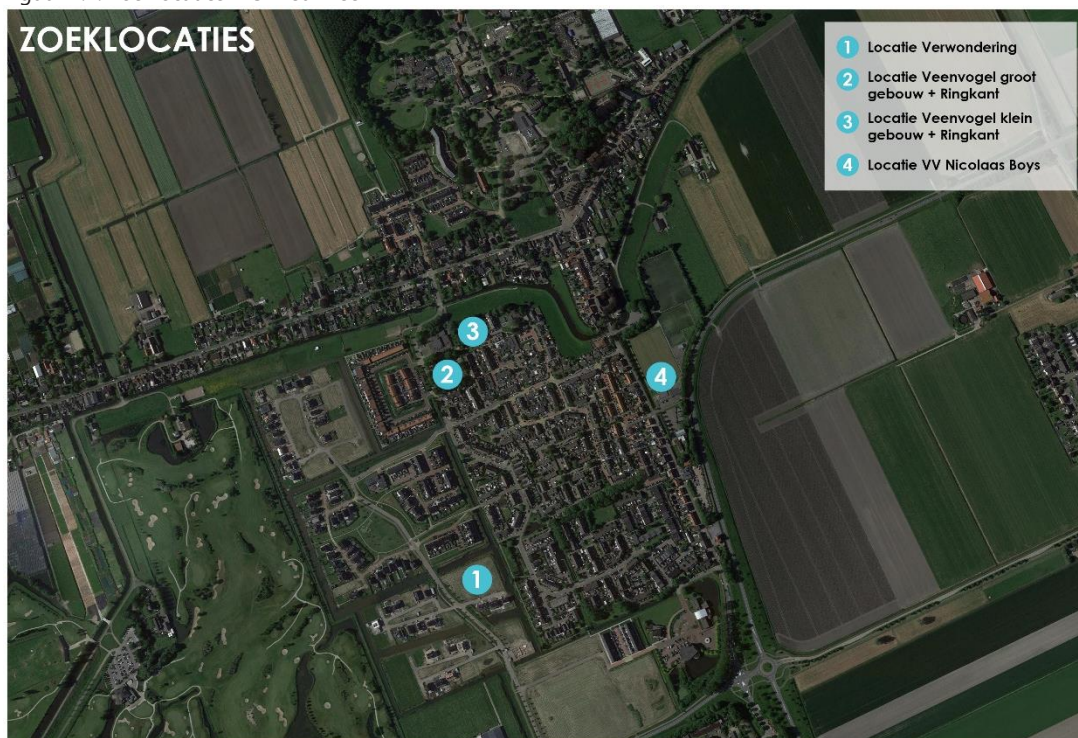 ZOEKLOCATIES
1 Locatie Verwondering
2 Locatie Veenvogel groot
gebouw + Ringkant
3 Locatie Veenvogel klein
gebouw + Ringkant
4 Locatie VV Nicolaas Boys
3
2
4
1